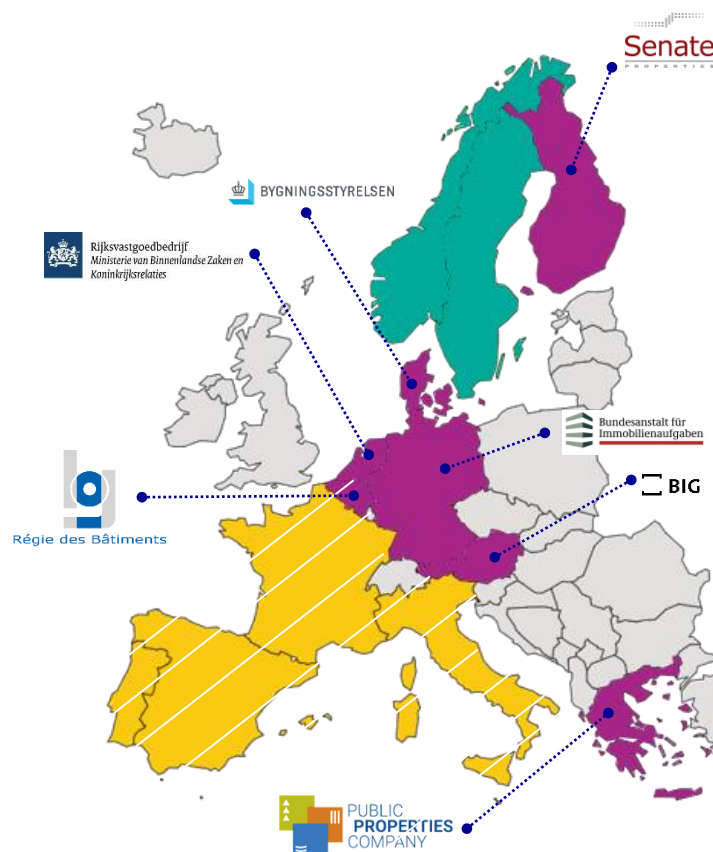 Senate
PROPERTIES
BYGNINGSSTYRELSEN
Rijksvastgoedbedrijf
Ministerie van Binnenlandse Zaken en
Koninkrijksrelaties
Bundesanstalt für
Immobilienaufgaben
BIG
Régie des Bâtiments
PUBLIC
PROPERTIES
COMPANY